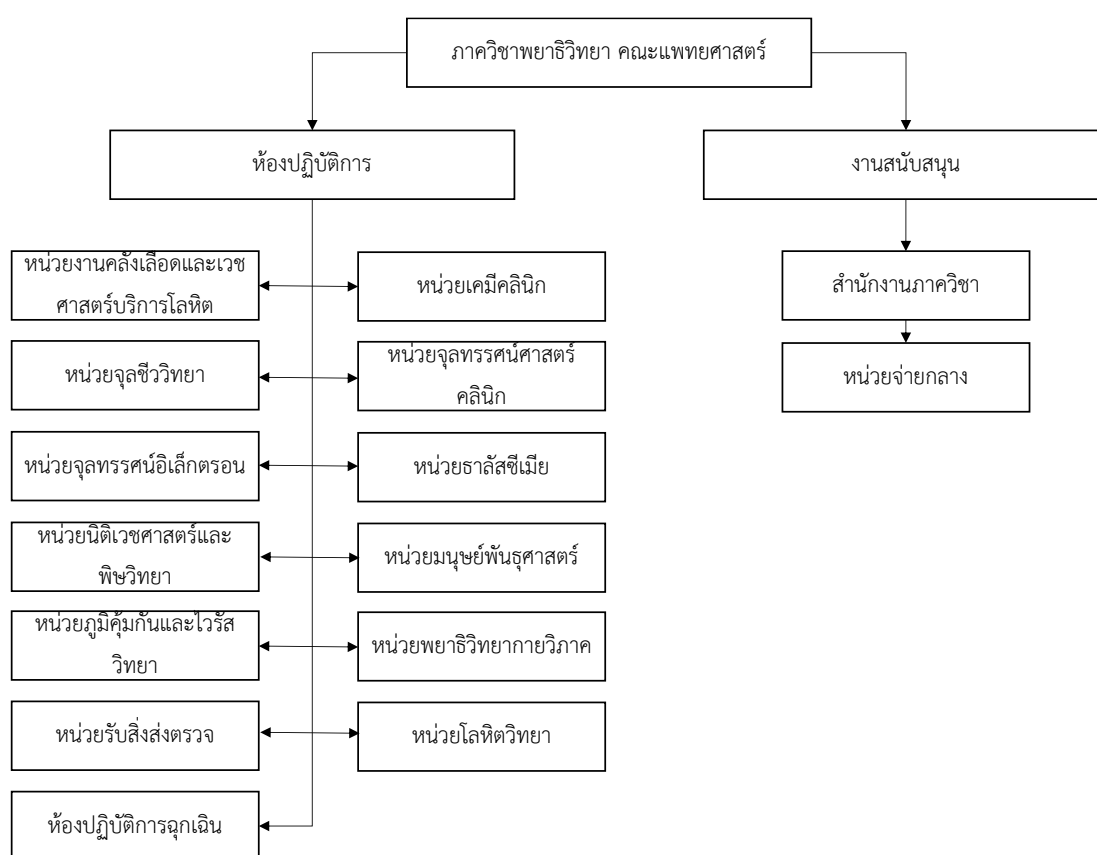 ภาควิชาพยาธิวิทยา คณะแพทยศาสตร์
ห้องปฏิบัติการ
งานสนับสนุน
หน่วยงานคลังเลือดและเวช
ศาสตร์บริการโลหิต
หน่วยเคมีคลินิก
สำนักงานภาควิชา
หน่วยจุลชีววิทยา
หน่วยจุลทรรศน์ศาสตร์
คลินิก
หน่วยจ่ายกลาง
หน่วยจุลทรรศน์อิเล็กตรอน
หน่วยธาลัสซีเมีย
หน่วยนิติเวชศาสตร์และ
พิษวิทยา
หน่วยมนุษย์พันธุศาสตร์
หน่วยภูมิคุ้มกันและไวรัส
วิทยา
หน่วยพยาธิวิทยากายวิภาค
หน่วยรับสิ่งส่งตรวจ
หน่วยโลหิตวิทยา
ห้องปฏิบัติการฉุกเฉิน